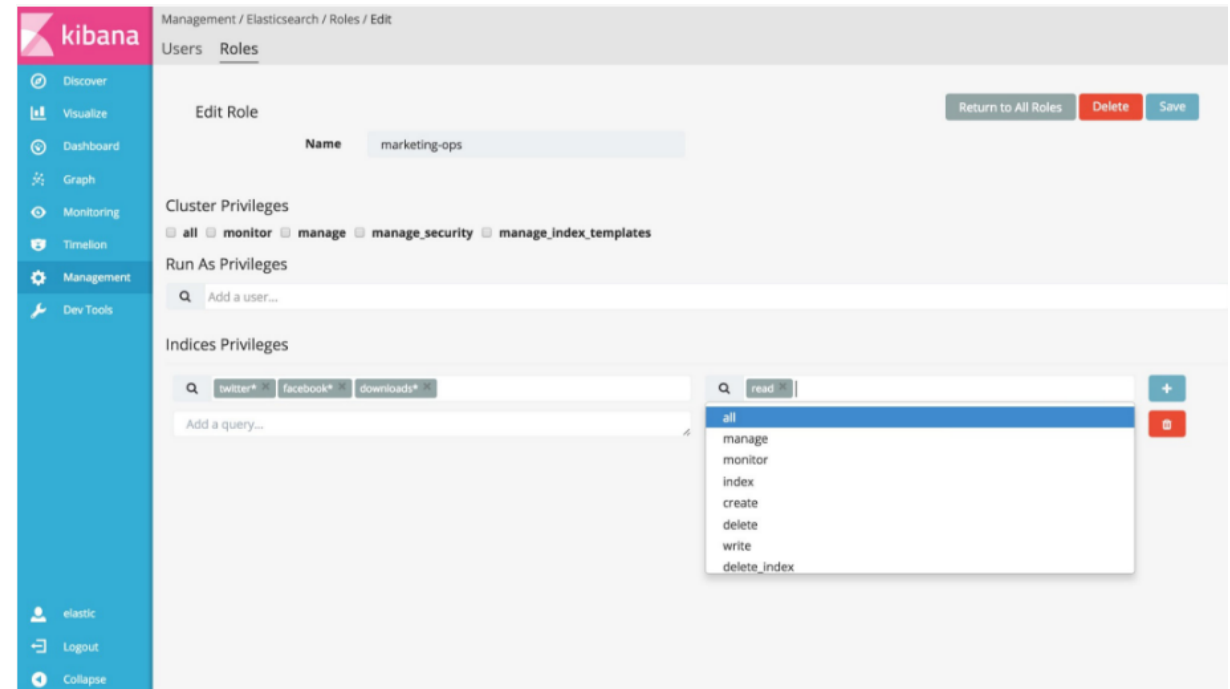 kibana
Management / Elasticsearch / Roles / Edit
Users Roles
Discover
Visualize
Dashboard
Graph
Monitoring
Timelion
Management
Dev Tools
elastic
Logout
Collapse
Edit Role
Return to All Roles Delete Save
Name marketing-ops
Cluster Privileges
all monitor manage manage_security manage_index_templates
Run As Privileges
Add a user...
Indices Privileges
twitter* facebook* downloads* read
Add a query...
all
manage
monitor
index
create
delete
write
delete_index